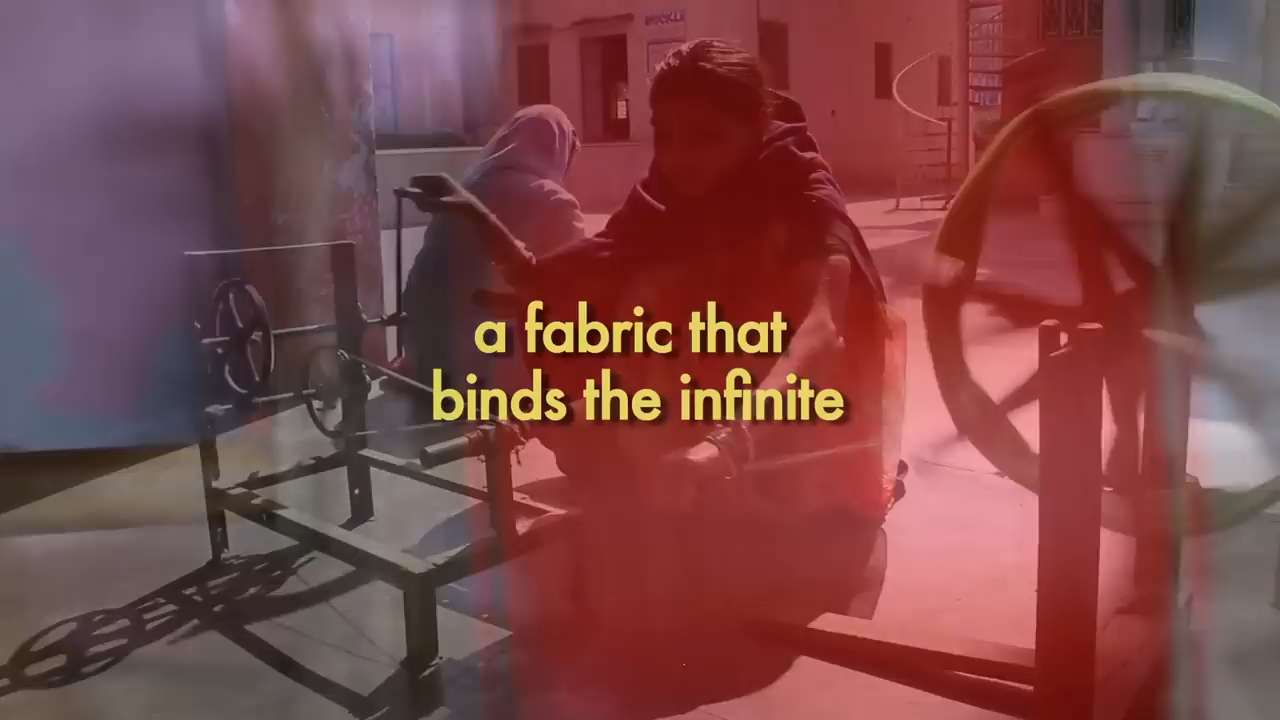 a fabric that
binds the infinite